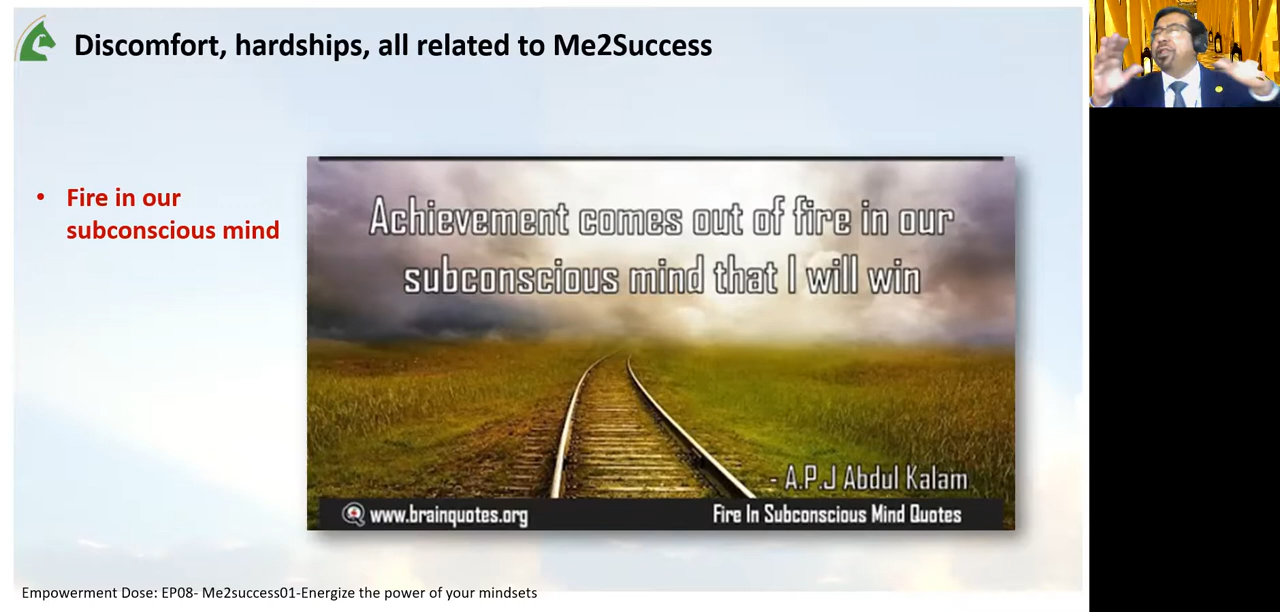 Discomfort, hardships, all related to Me2Success
• Fire in our
subconscious mind
Achievement comes out of fire in our
subconscious mind that I will win
- A.P.J Abdul Kalam
www.brainquotes.org
Fire In Subconscious Mind Quotes
Empowerment Dose: EP08- Me2success01-Energize the power of your mindsets